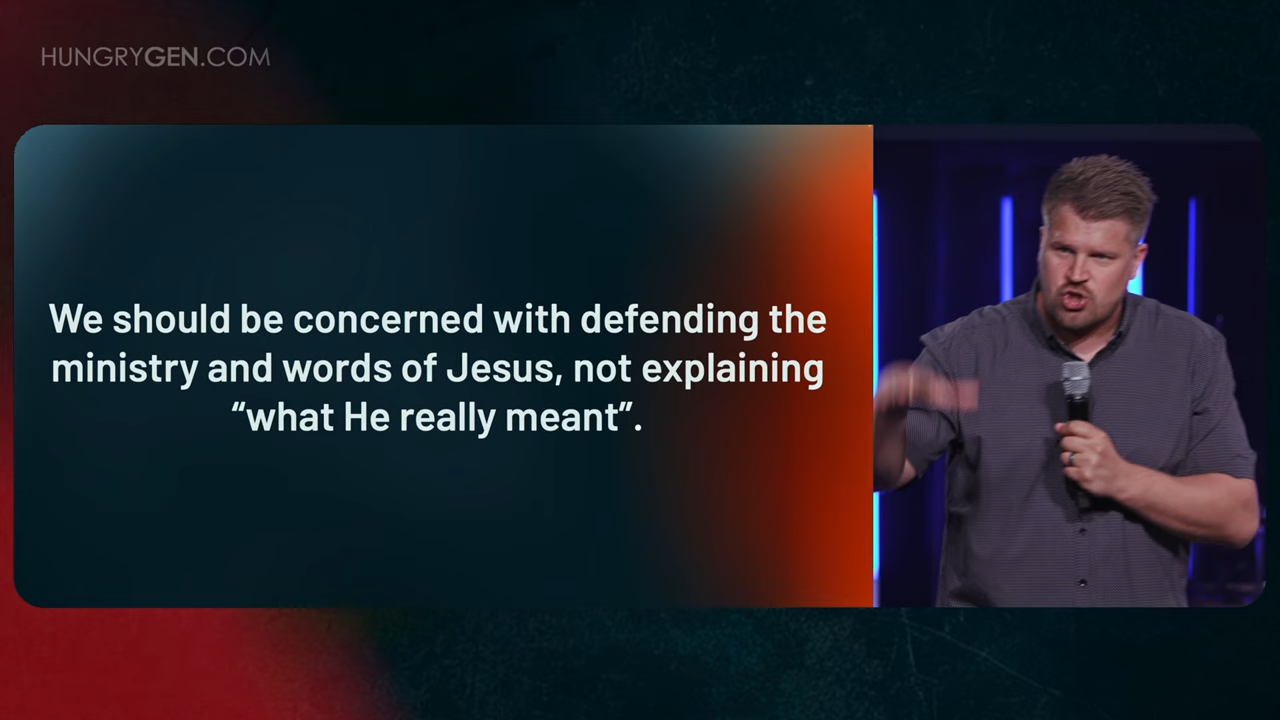 HUNGRYGEN.COM
We should be concerned with defending the
ministry and words of Jesus, not explaining
“what He really meant”.